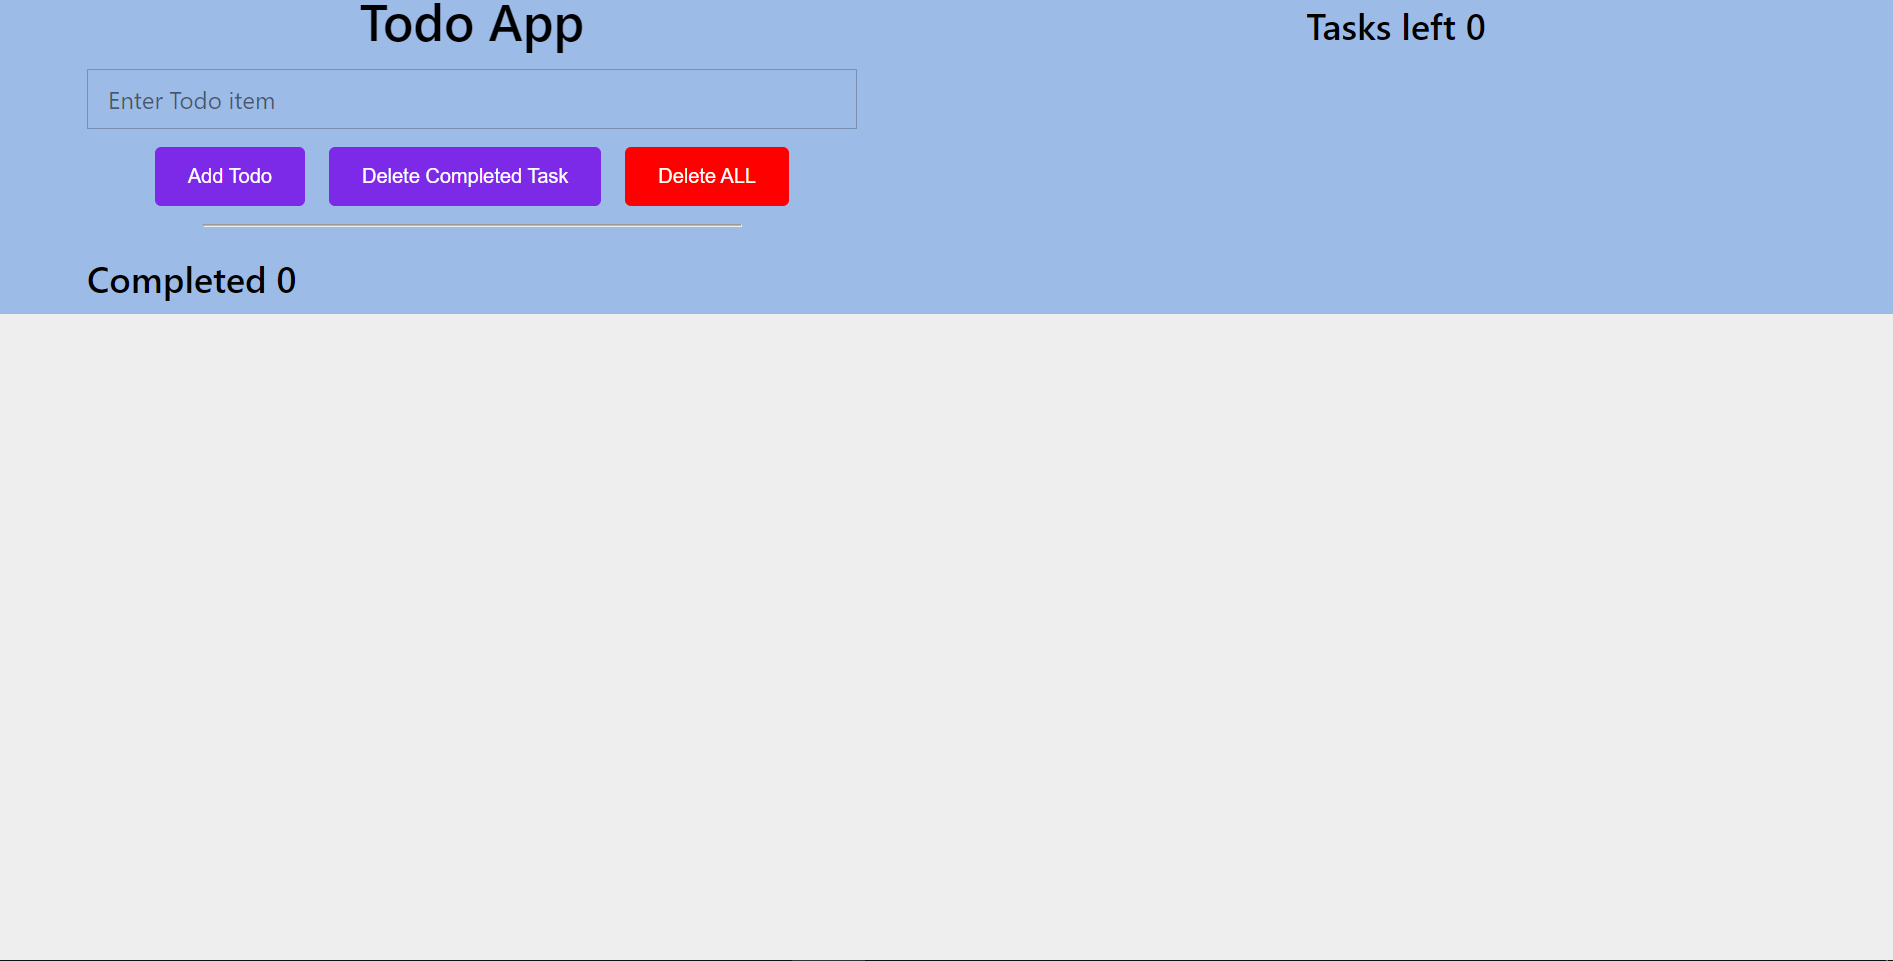 Todo App
Enter Todo item
Add Todo
Delete Completed Task
Delete ALL
Completed 0
Tasks left 0